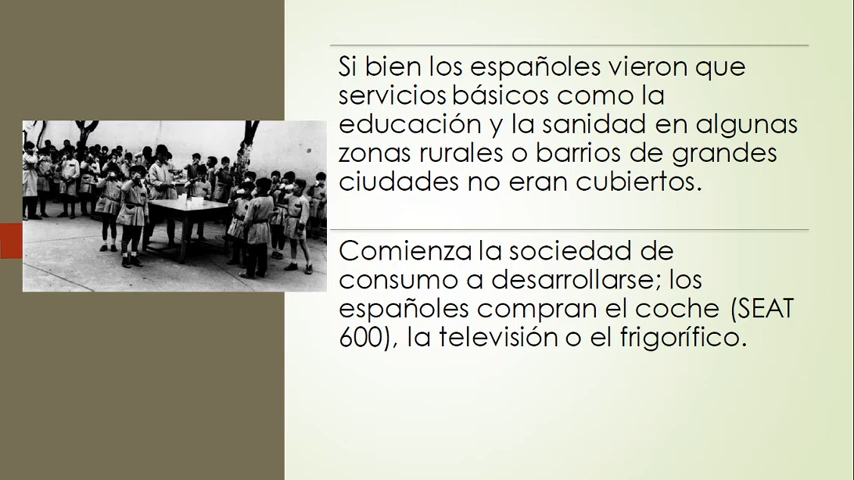 Si bien los españoles vieron que
servicios básicos como la
educación y la sanidad en algunas
zonas rurales o barrios de grandes
ciudades no eran cubiertos.
Comienza la sociedad de
consumo a desarrollarse; los
españoles compran el coche (SEAT
600), la televisión o el frigorífico.